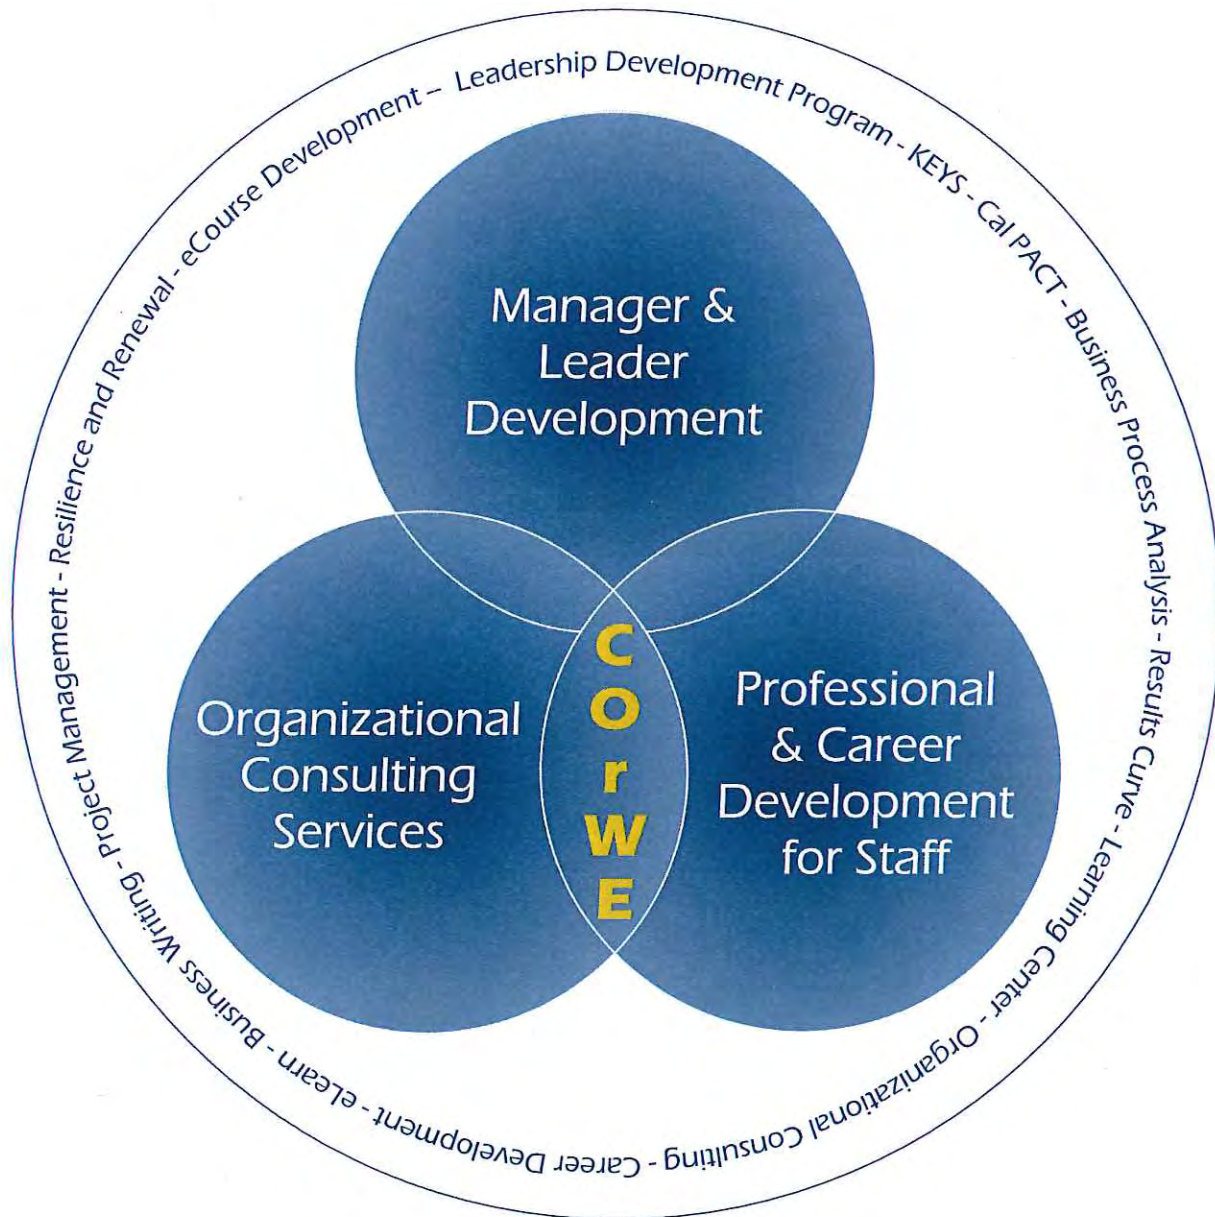 Leadership Development Program - KEYS - Cal PACT - Business Process Analysis - Results Curve - Learning Center - Organizational Consulting - Career Development - eLearn - Business Writing - Project Management - Resilience and Renewal - eCourse Development –
Manager &
Leader
Development
Organizational
Consulting
Services
Professional
& Career
Development
for Staff
COrWE